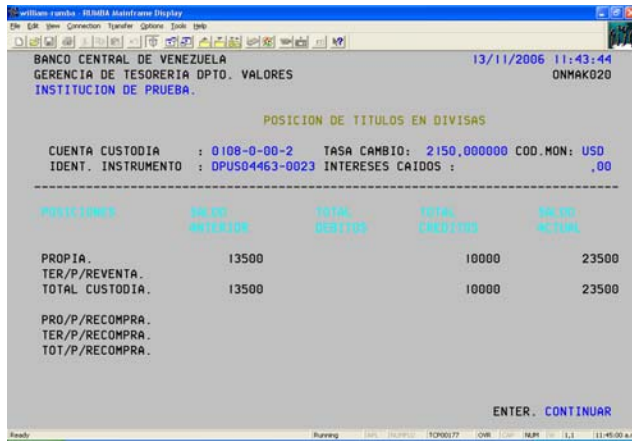 william-rumba - RUMBA Mainframe Display
File Edit View Connection Transfer Options Tools Help
BANCO CENTRAL DE VENEZUELA 13/11/2006 11:43:44
GERENCIA DE TESORERIA DPTO. VALORES ONMAK020
INSTITUCION DE PRUEBA.
POSICION DE TITULOS EN DIVISAS
CUENTA CUSTODIA : 0108-0-00-2 TASA CAMBIO: 2150,000000 COD.MON: USD
IDENT. INSTRUMENTO : DPUS04463-0023 INTERESES CAIDOS : ,00
POSICIONES SALDO TOTAL TOTAL SALDO
ANTERIOR DEBITOS CREDITOS ACTUAL
PROPIA. 13500 10000 23500
TER/P/REVENTA.
TOTAL CUSTODIA. 13500 10000 23500
PRO/P/RECOMPRA.
TER/P/RECOMPRA.
TOT/P/RECOMPRA.
ENTER. CONTINUAR
Ready Running TCP00177 OVR CAP NUM 1,1 11:45:00 a.